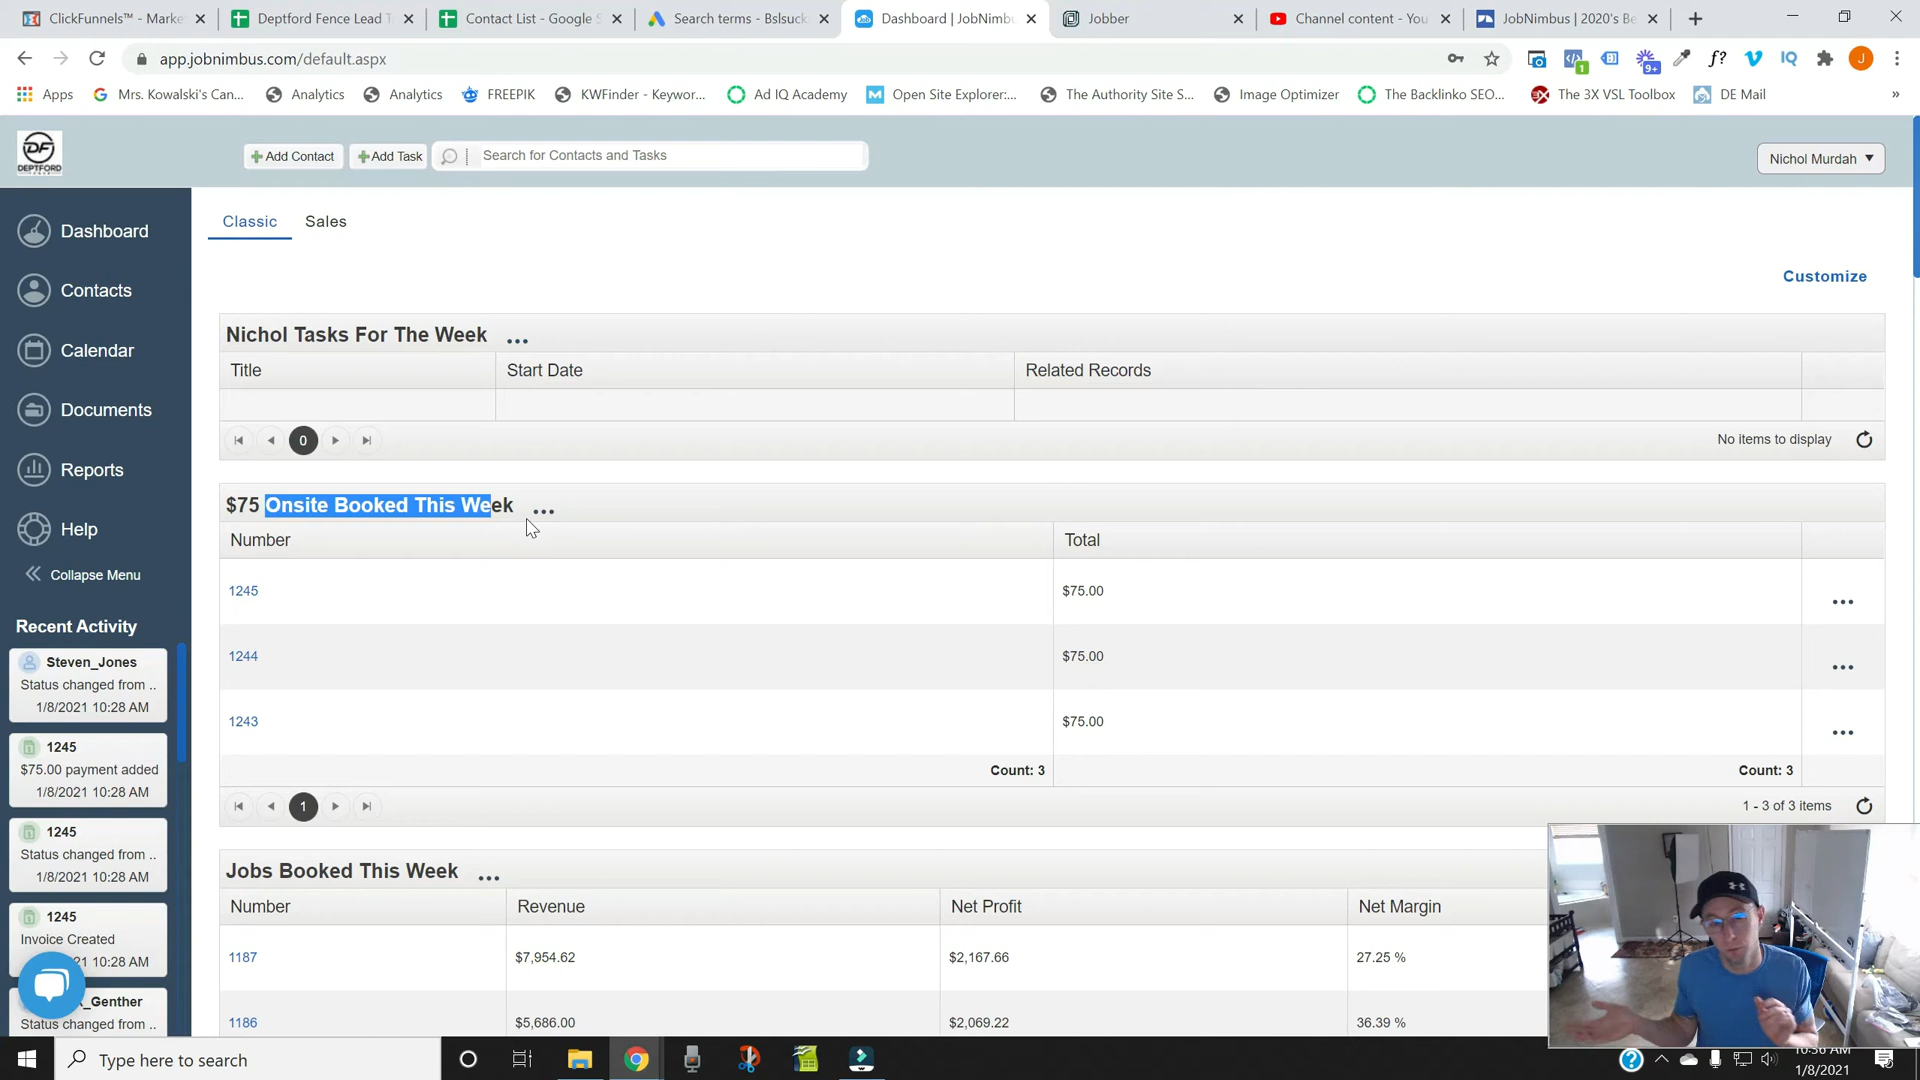 ClickFunnels™ - Marke
Deptford Fence Lead T
Contact List - Google S
Search terms - Bslsuck
Dashboard | JobNimbu
Jobber
Channel content - You
JobNimbus | 2020's Be
app.jobnimbus.com/default.aspx
Apps
Mrs. Kowalski's Can...
Analytics
Analytics
FREEPIK
KWFinder - Keywor...
Ad IQ Academy
Open Site Explorer:...
The Authority Site S...
Image Optimizer
The Backlinko SEO...
The 3X VSL Toolbox
DE Mail
DF
DEPTFORD
Add Contact
Add Task
Search for Contacts and Tasks
Nichol Murdah
Dashboard
Contacts
Calendar
Documents
Reports
Help
Collapse Menu
Recent Activity
Steven_Jones
Status changed from ..
1/8/2021 10:28 AM
1245
$75.00 payment added
1/8/2021 10:28 AM
1245
Status changed from ..
1/8/2021 10:28 AM
1245
Invoice Created
10:28 AM
_Genther
Status changed from ..
Classic
Sales
Customize
Nichol Tasks For The Week ...
Title Start Date Related Records
0
No items to display
$75 Onsite Booked This Week ...
Number Total
1245 $75.00 ...
1244 $75.00 ...
1243 $75.00 ...
Count: 3 Count: 3
1
1 - 3 of 3 items
Jobs Booked This Week ...
Number Revenue Net Profit Net Margin
1187 $7,954.62 $2,167.66 27.25 %
1186 $5,686.00 $2,069.22 36.39 %
Type here to search
10:36 AM
1/8/2021